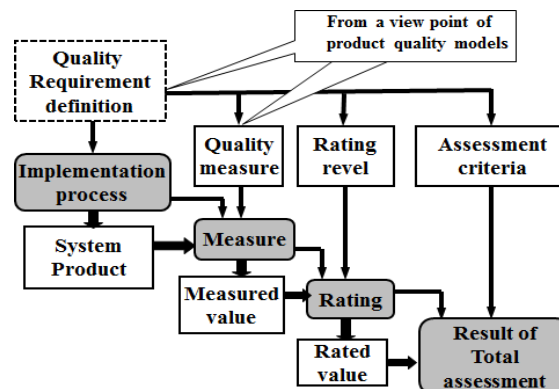 From a view point of
product quality models
Quality
Requirement
definition
Quality
measure
Rating
revel
Assessment
criteria
Implementation
process
System
Product
Measure
Measured
value
Rating
Rated
value
Result of
Total
assessment